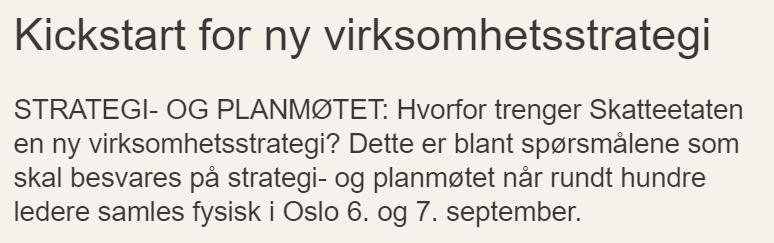 Kickstart for ny virksomhetsstrategi
STRATEGI- OG PLANMØTET: Hvorfor trenger Skatteetaten
en ny virksomhetsstrategi? Dette er blant spørsmålene som
skal besvares på strategi- og planmøtet når rundt hundre
ledere samles fysisk i Oslo 6. og 7. september.